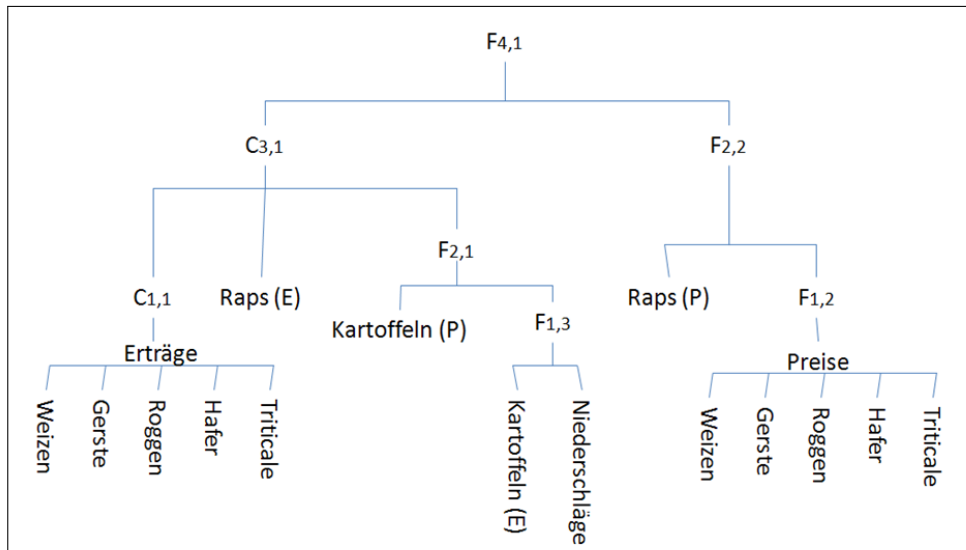 F4,1
C3,1
F2,2
F2,1
C1,1
Raps (E)
Kartoffeln (P)
F1,3
Raps (P)
F1,2
Erträge
Preise
Weizen
Gerste
Roggen
Hafer
Triticale
Kartoffeln (E)
Niederschläge
Weizen
Gerste
Roggen
Hafer
Triticale